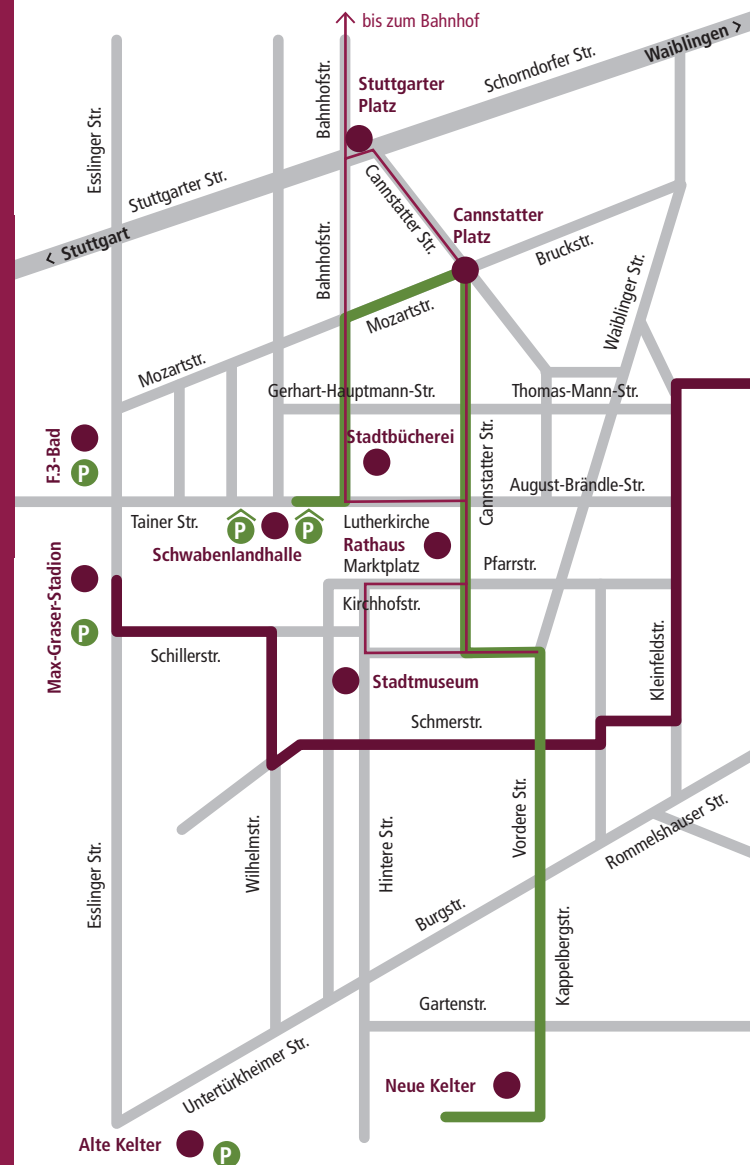 bis zum Bahnhof
Waiblingen >
Schorndorfer Str.
Stuttgarter
Platz
Bahnhofstr.
Esslinger Str.
Stuttgarter Str.
Cannstatter Str.
Cannstatter
Platz
< Stuttgart
Bahnhofstr.
Bruckstr.
Waiblinger Str.
Mozartstr.
Mozartstr.
Gerhart-Hauptmann-Str.
Thomas-Mann-Str.
F.3-Bad
P
Stadtbücherei
Cannstatter Str.
August-Brändle-Str.
Tainer Str.
P
P
Schwabenlandhalle
Lutherkirche
Rathaus
Marktplatz
Pfarrstr.
Max-Graser-Stadion
P
Kirchhofstr.
Schillerstr.
Kleinfeldstr.
Stadtmuseum
Schmerstr.
Esslinger Str.
Wilhelmstr.
Hintere Str.
Vordere Str.
Rommelshauser Str.
Burgstr.
Kappelbergstr.
Gartenstr.
Untertürkheimer Str.
Neue Kelter
Alte Kelter
P